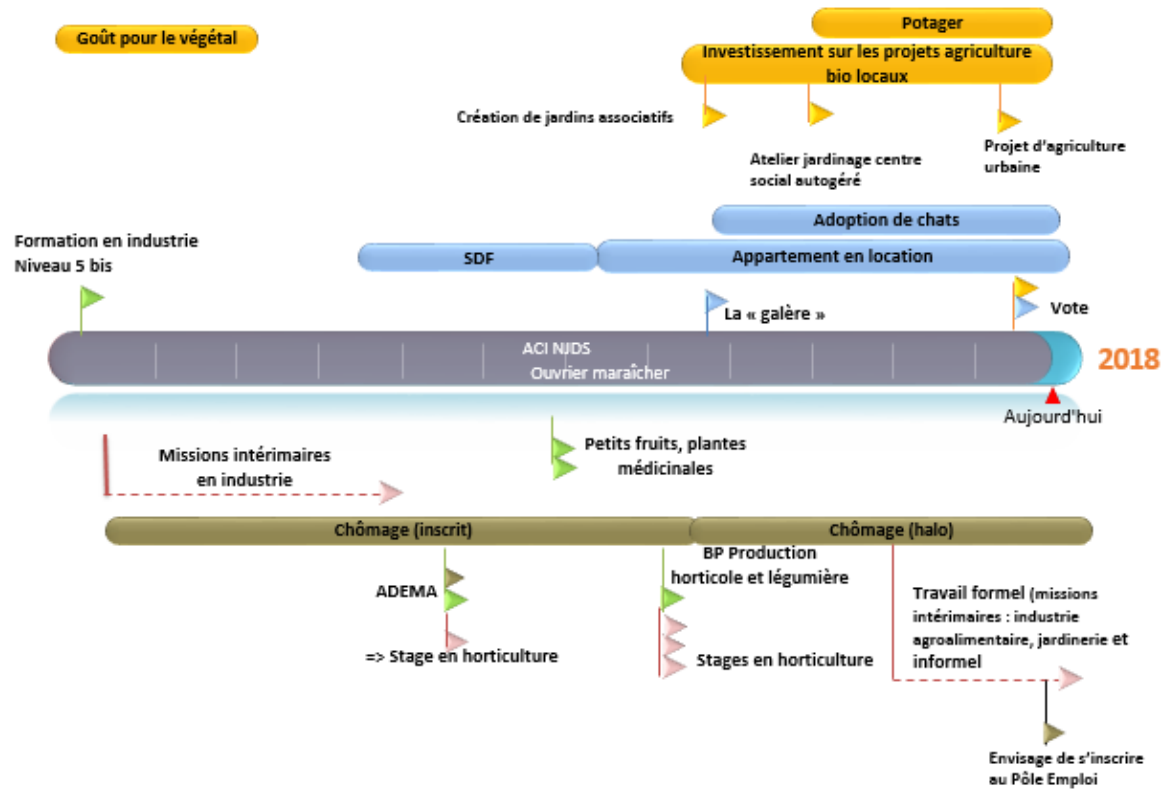 Goût pour le végétal
Potager
Investissement sur les projets agriculture
bio locaux
Création de jardins associatifs
Atelier jardinage centre
social autogéré
Projet d'agriculture
urbaine
Adoption de chats
Formation en industrie
Niveau 5 bis
SDF
Appartement en location
La « galère »
Vote
ACI NJDS
Ouvrier maraîcher
2018
Aujourd'hui
Missions intérimaires
en industrie
Petits fruits, plantes
médicinales
Chômage (inscrit)
Chômage (halo)
ADEMA
=> Stage en horticulture
BP Production
horticole et légumière
Stages en horticulture
Travail formel (missions
intérimaires : industrie
agroalimentaire, jardinerie et
informel
Envisage de s'inscrire
au Pôle Emploi